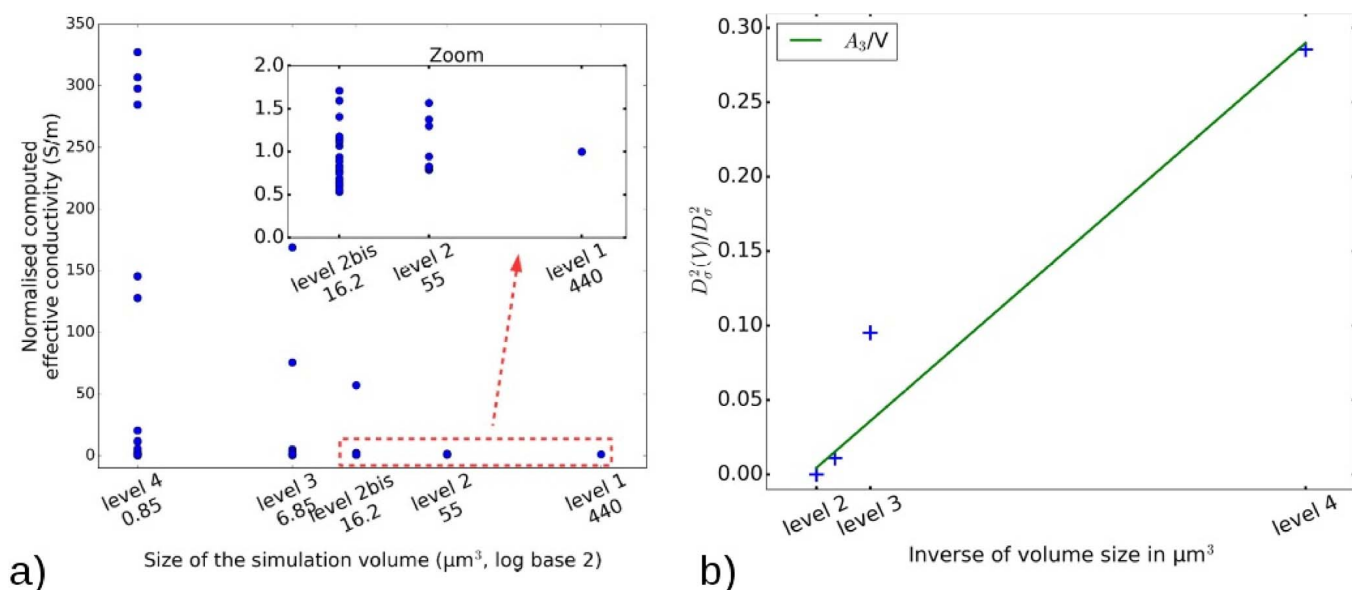 350
300
250
200
150
100
50
0
Normalised computed
effective conductivity (S/m)
Zoom
2.0
1.5
1.0
0.5
0.0
level 2bis
16.2
level 2
55
level 1
440
level 4
0.85
level 3
6.85
level 2bis
16.2
level 2
55
level 1
440
Size of the simulation volume (µm³, log base 2)
a)
A₃/V
0.30
0.25
0.20
0.15
0.10
0.05
0.00
D²σ(V)/D²σ
level 2
level 3
level 4
Inverse of volume size in µm³
b)